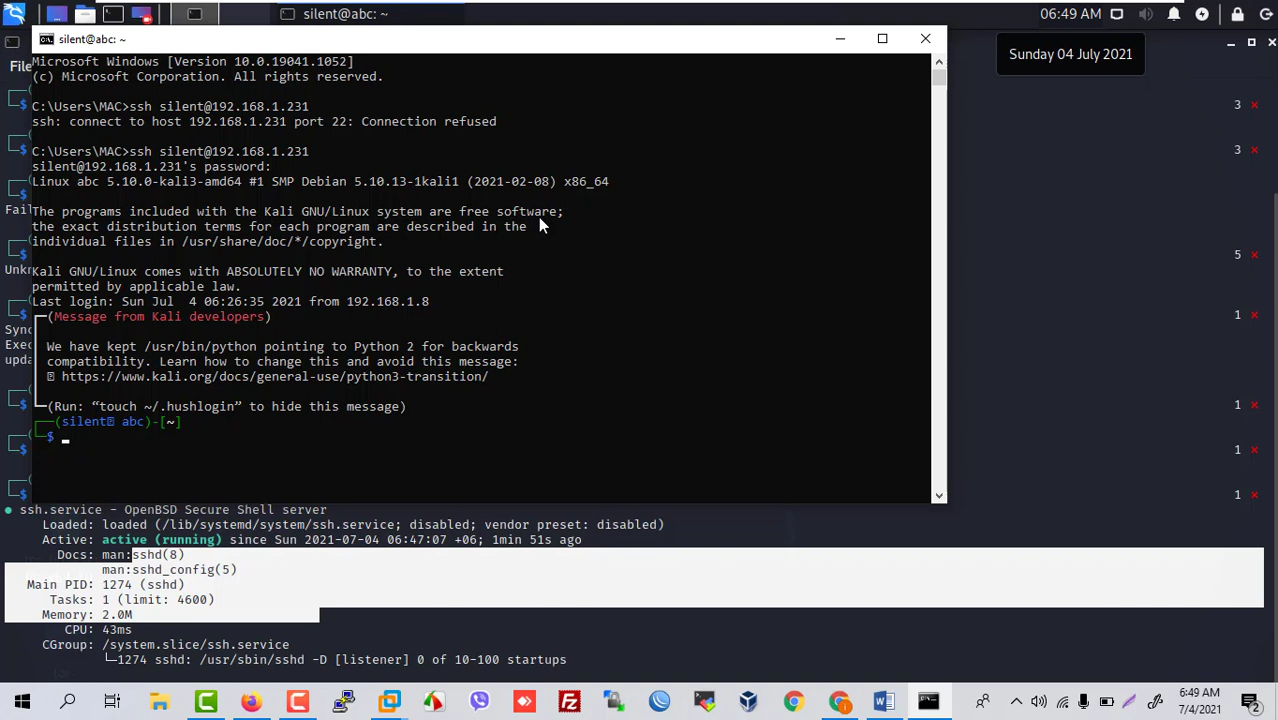 silent@abc: ~
06:49 AM
silent@abc: ~
Sunday 04 July 2021
File
Microsoft Windows [Version 10.0.19041.1052]
(c) Microsoft Corporation. All rights reserved.
C:\Users\MAC>ssh silent@192.168.1.231
3
ssh: connect to host 192.168.1.231 port 22: Connection refused
C:\Users\MAC>ssh silent@192.168.1.231
3
silent@192.168.1.231's password:
Linux abc 5.10.0-kali3-amd64 #1 SMP Debian 5.10.13-1kali1 (2021-02-08) x86_64
The programs included with the Kali GNU/Linux system are free software;
the exact distribution terms for each program are described in the
individual files in /usr/share/doc/*/copyright.
5
Kali GNU/Linux comes with ABSOLUTELY NO WARRANTY, to the extent
permitted by applicable law.
Last login: Sun Jul  4 06:26:35 2021 from 192.168.1.8
(Message from Kali developers)
1
We have kept /usr/bin/python pointing to Python 2 for backwards
compatibility. Learn how to change this and avoid this message:
https://www.kali.org/docs/general-use/python3-transition/
(Run: “touch ~/.hushlogin” to hide this message)
1
(silent abc)-[~]
$
1
1
ssh.service - OpenBSD Secure Shell server
Loaded: loaded (/lib/systemd/system/ssh.service; disabled; vendor preset: disabled)
Active: active (running) since Sun 2021-07-04 06:47:07 +06; 1min 51s ago
Docs: man:sshd(8)
man:sshd_config(5)
Main PID: 1274 (sshd)
Tasks: 1 (limit: 4600)
Memory: 2.0M
CPU: 43ms
CGroup: /system.slice/ssh.service
└─1274 sshd: /usr/sbin/sshd -D [listener] 0 of 10-100 startups
6:49 AM
7/4/2021
2